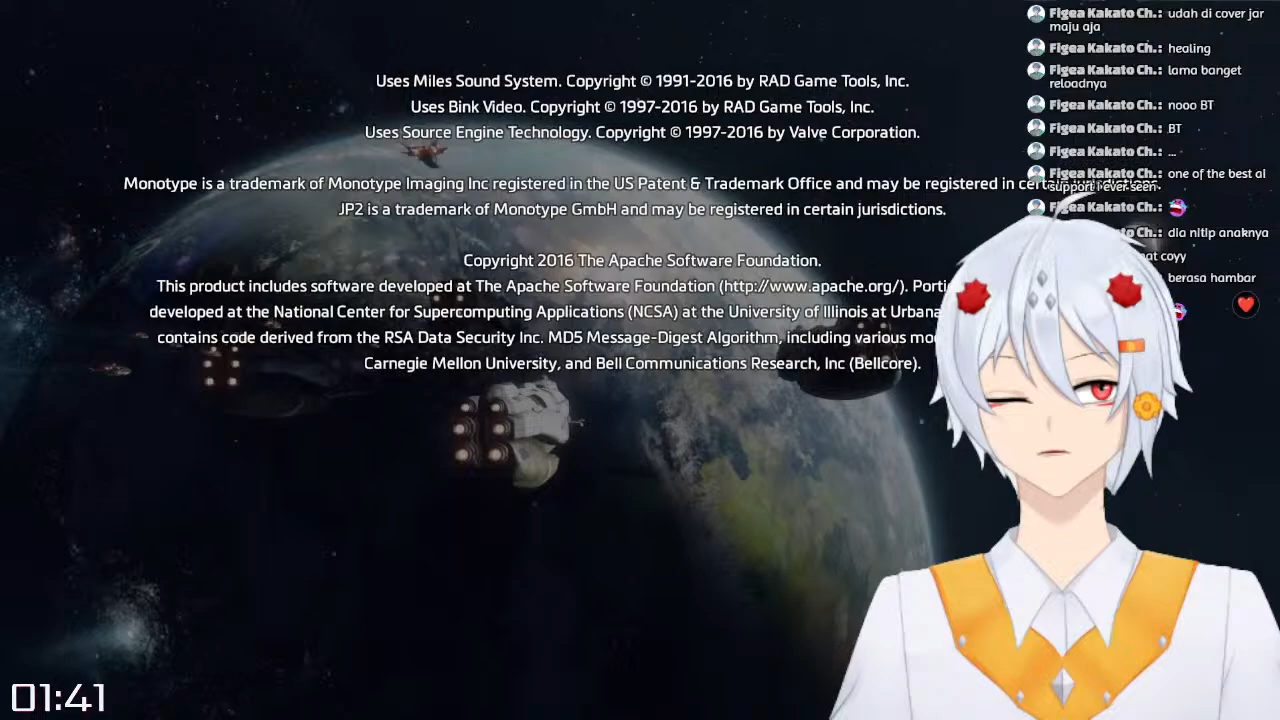 Uses Miles Sound System. Copyright © 1991-2016 by RAD Game Tools, Inc.
Uses Bink Video. Copyright © 1997-2016 by RAD Game Tools, Inc.
Uses Source Engine Technology. Copyright © 1997-2016 by Valve Corporation.
Monotype is a trademark of Monotype Imaging Inc registered in the US Patent & Trademark Office and may be registered in
JP2 is a trademark of Monotype GmbH and may be registered in certain jurisdictions.
Copyright 2016 The Apache Software Foundation.
This product includes software developed at The Apache Software Foundation (http://www.apache.org/).
developed at the National Center for Supercomputing Applications (NCSA) at the University of Illinois at
contains code derived from the RSA Data Security Inc. MD5 Message-Digest Algorithm, including various
Carnegie Mellon University, and Bell Communications Research, Inc (Bellcore).
Figea Kakato Ch.: udah di cover jar
maju aja
Figea Kakato Ch.: healing
Figea Kakato Ch.: lama banget
reloadnya
Figea Kakato Ch.: nooo BT
Figea Kakato Ch.: BT
Figea Kakato Ch.: ...
Figea Kakato Ch.: one of the best ai
support i ever seen
Figea Kakato Ch.:
Ch.: dia nitip anaknya
coyy
berasa hambar
01:41